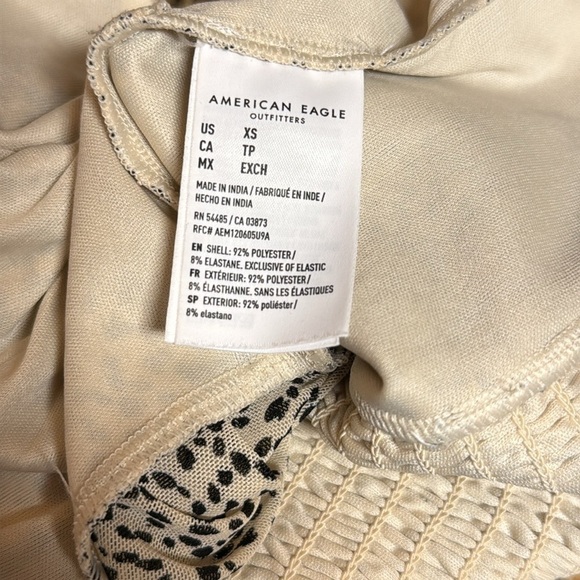 AMERICAN EAGLE
OUTFITTERS
US XS
CA TP
MX EXCH
MADE IN INDIA / FABRIQUÉ EN INDE /
HECHO EN INDIA
RN 54485 / CA 03873
RFC# AEM120605U9A
EN SHELL: 92% POLYESTER /
8% ELASTANE, EXCLUSIVE OF ELASTIC
FR EXTÉRIEUR: 92% POLYESTER /
8% ÉLASTHANNE, SANS LES ÉLASTIQUES
SP EXTERIOR: 92% poliéster /
8% elastano